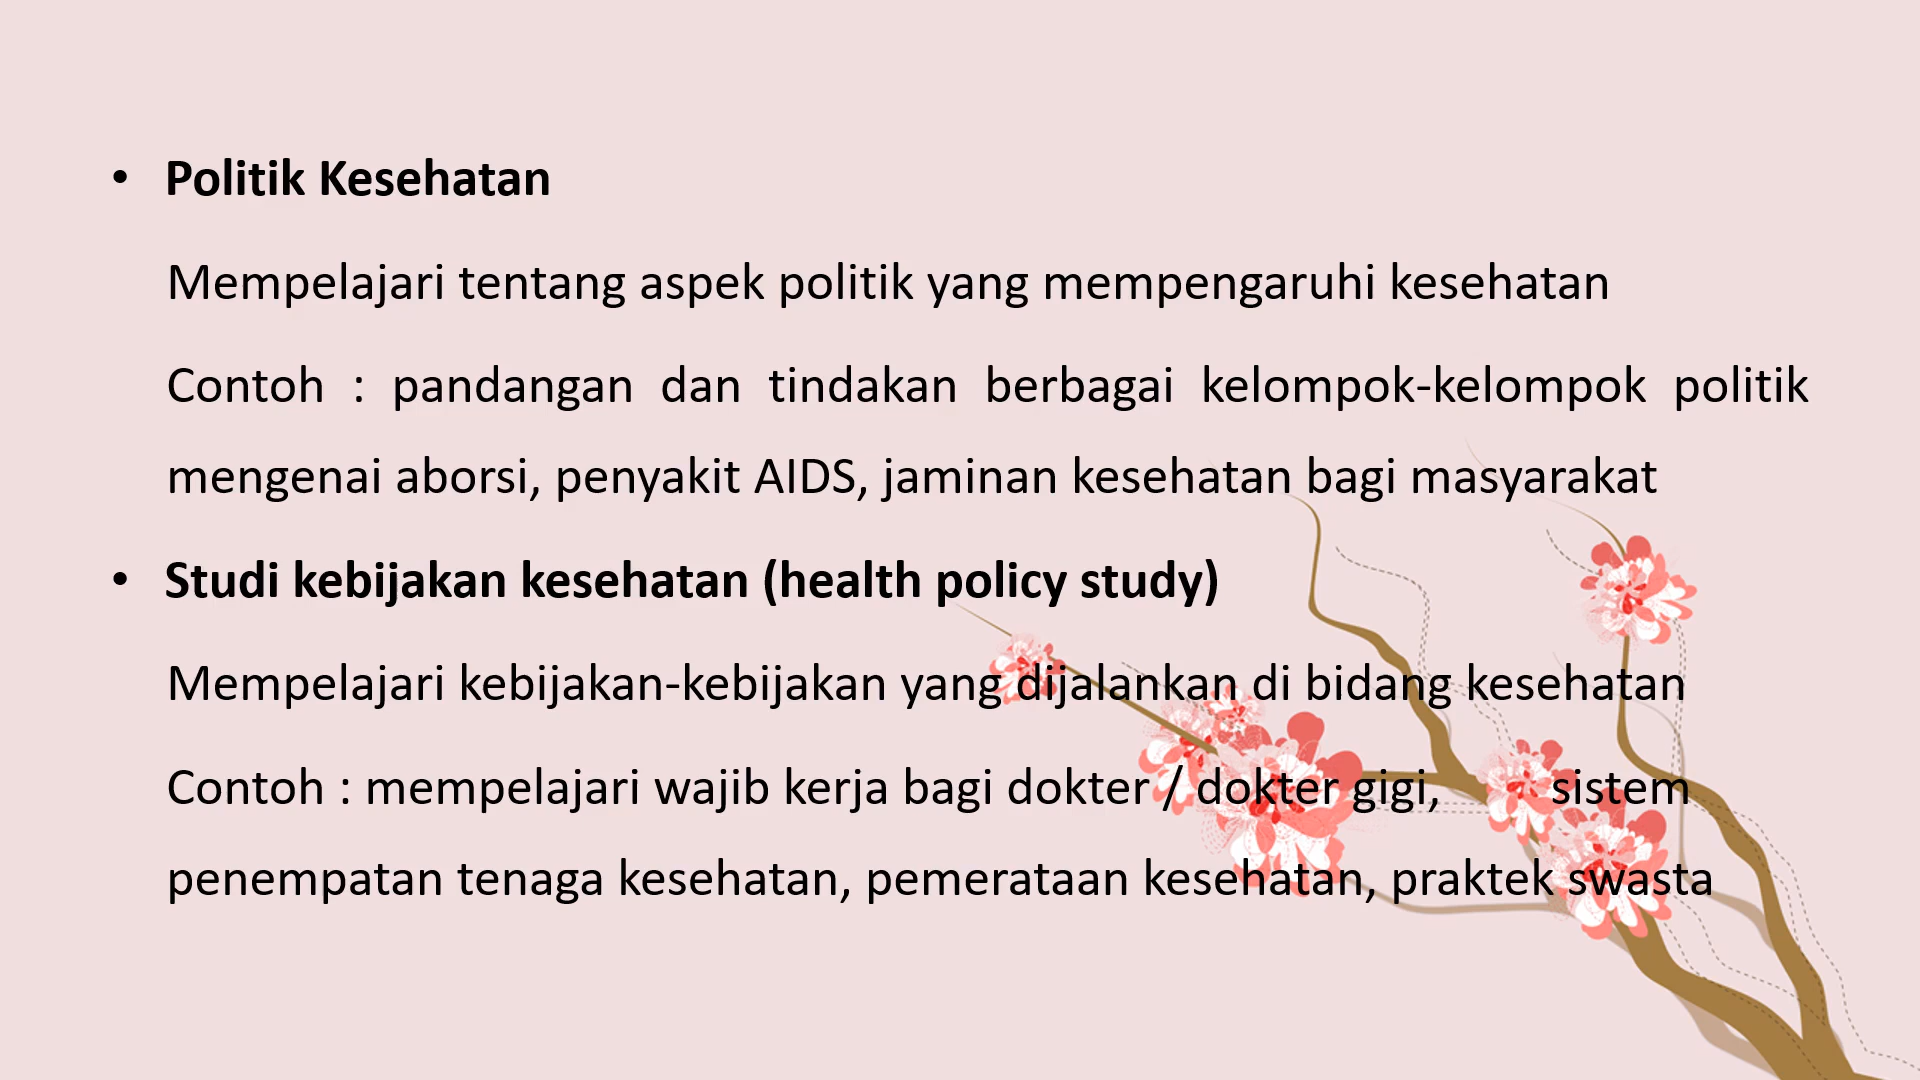 • Politik Kesehatan
Mempelajari tentang aspek politik yang mempengaruhi kesehatan
Contoh : pandangan dan tindakan berbagai kelompok-kelompok politik
mengenai aborsi, penyakit AIDS, jaminan kesehatan bagi masyarakat
• Studi kebijakan kesehatan (health policy study)
Mempelajari kebijakan-kebijakan yang dijalankan di bidang kesehatan
Contoh : mempelajari wajib kerja bagi dokter / dokter gigi, sistem
penempatan tenaga kesehatan, pemerataan kesehatan, praktek swasta